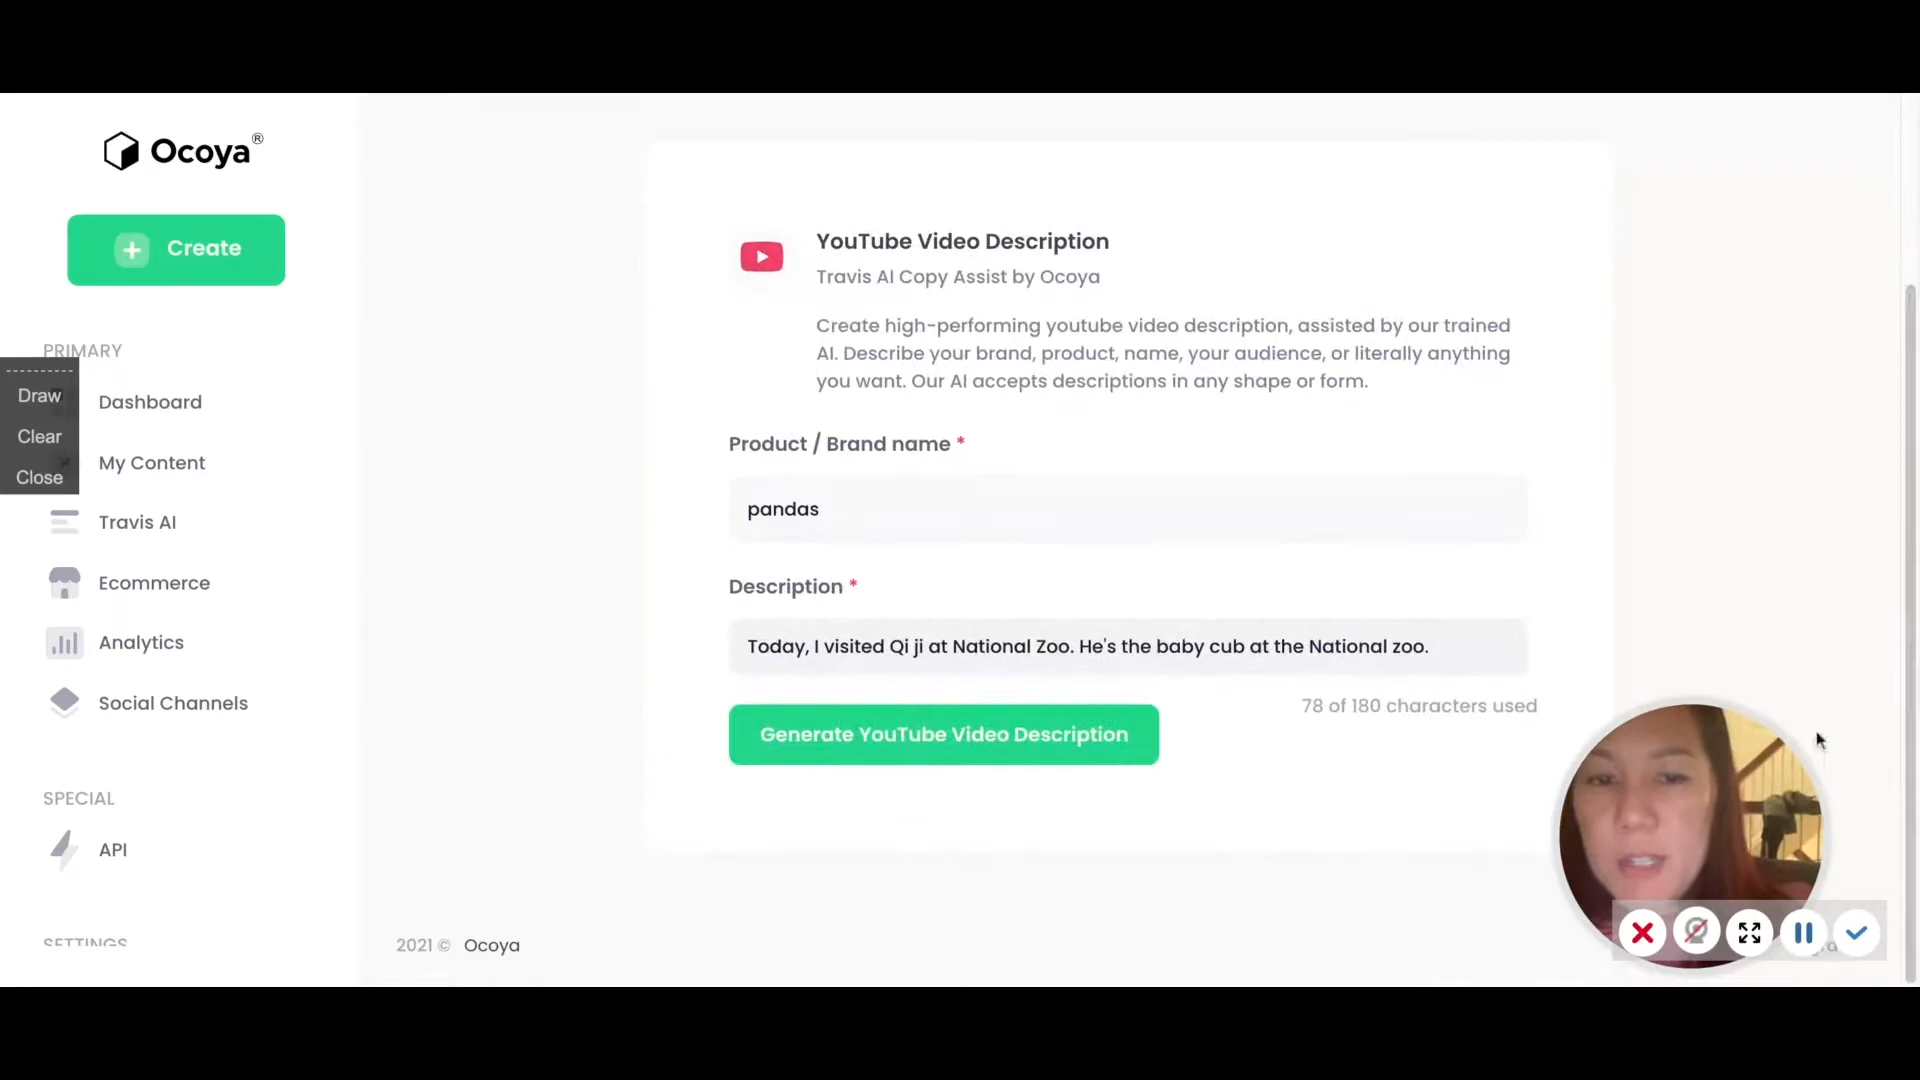 Ocoya®
Create
PRIMARY
Draw
Clear
Close
Dashboard
My Content
Travis AI
Ecommerce
Analytics
Social Channels
SPECIAL
API
SETTINGS
YouTube Video Description
Travis AI Copy Assist by Ocoya
Create high-performing youtube video description, assisted by our trained
AI. Describe your brand, product, name, your audience, or literally anything
you want. Our AI accepts descriptions in any shape or form.
Product / Brand name *
pandas
Description *
Today, I visited Qi ji at National Zoo. He's the baby cub at the National zoo.
78 of 180 characters used
Generate YouTube Video Description
2021 © Ocoya